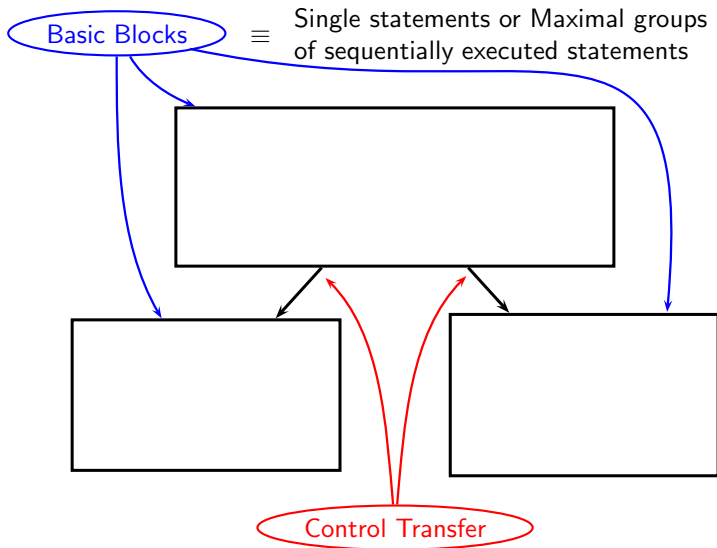 Basic Blocks ≡ Single statements or Maximal groups
of sequentially executed statements
Control Transfer